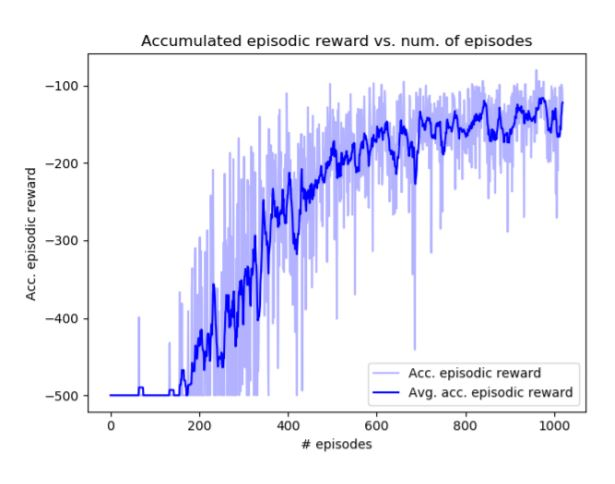 Accumulated episodic reward vs. num. of episodes
Acc. episodic reward
−100
−200
−300
−400
−500
0 200 400 600 800 1000
# episodes
Acc. episodic reward
Avg. acc. episodic reward